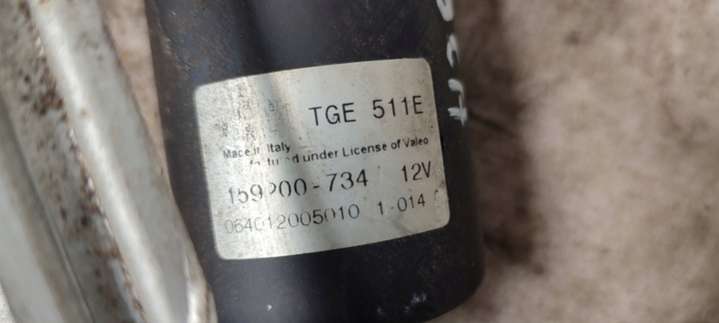 TGE 511E
Made in Italy
under License of Valeo
159200-734 12V
064012005010 1-014